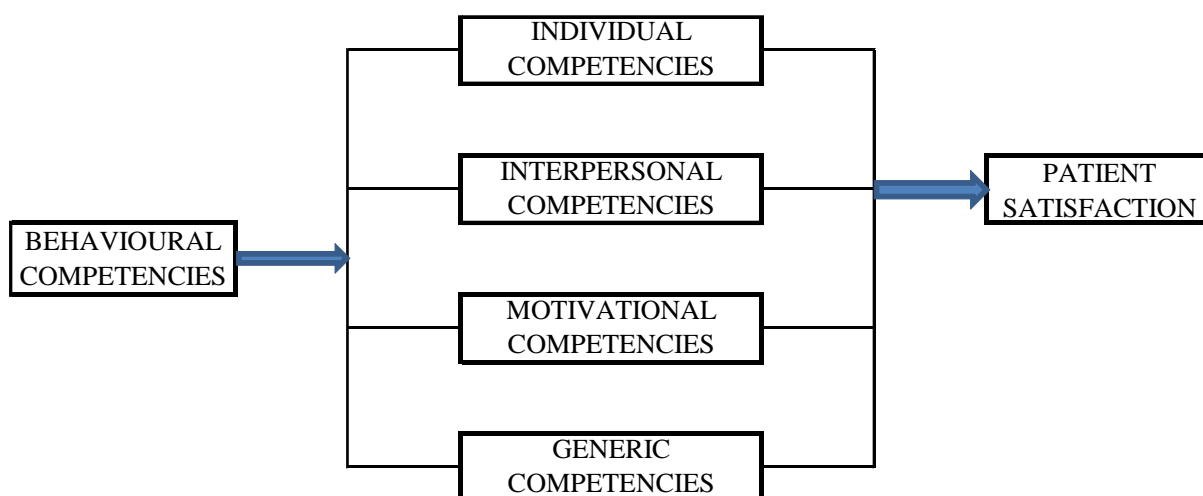 INDIVIDUAL
COMPETENCIES
INTERPERSONAL
COMPETENCIES
PATIENT
SATISFACTION
BEHAVIOURAL
COMPETENCIES
MOTIVATIONAL
COMPETENCIES
GENERIC
COMPETENCIES